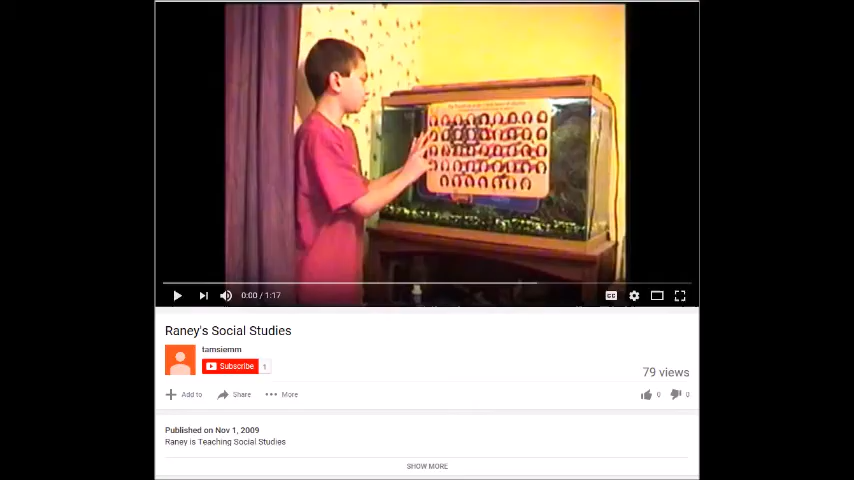 0:00 / 1:17
CC
Raney's Social Studies
tamsiemm
Subscribe 1
79 views
Add to Share More 0 0
Published on Nov 1, 2009
Raney is Teaching Social Studies
SHOW MORE